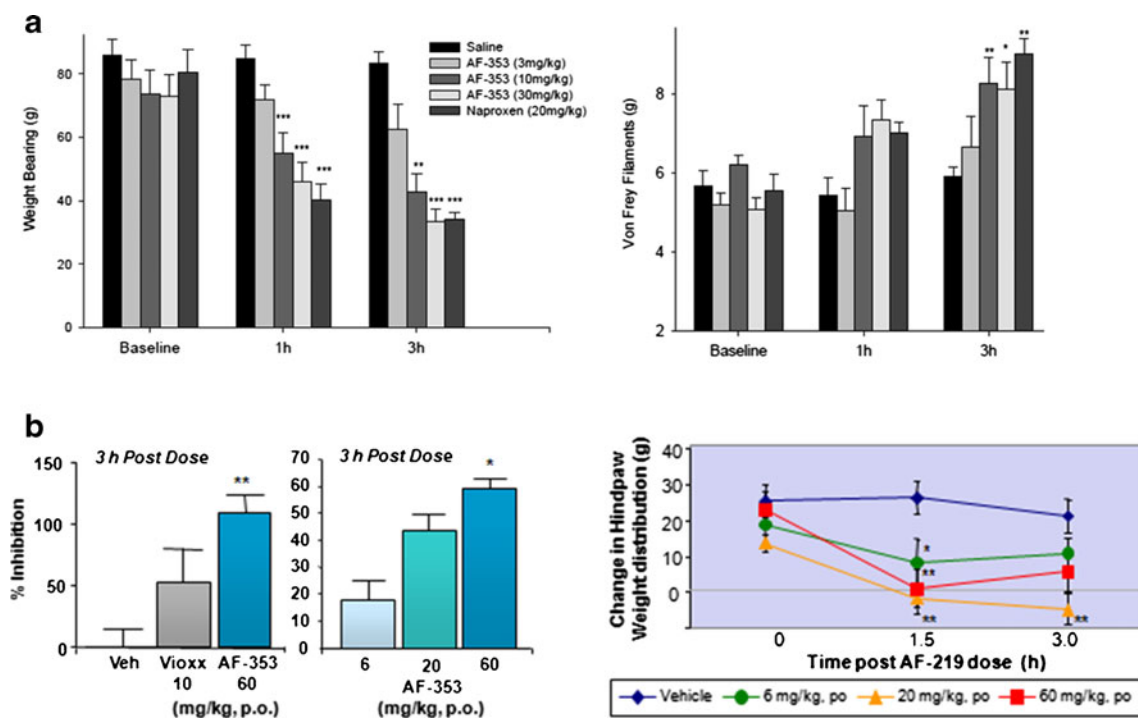 a
Weight Bearing (g)
80
60
40
20
0
Saline
AF-353 (3mg/kg)
AF-353 (10mg/kg)
AF-353 (30mg/kg)
Naproxen (20mg/kg)
***
***
***
**
*** ***
Baseline
1h
3h
Von Frey Filaments (g)
8
6
4
2
**
*
**
Baseline
1h
3h
b
3 h Post Dose
% Inhibition
150
100
50
0
**
Veh Vioxx AF-353
10 60
(mg/kg, p.o.)
3 h Post Dose
70
60
50
40
30
20
10
0
*
6 20 60
AF-353
(mg/kg, p.o.)
Change in Hindpaw
Weight distribution (g)
40
30
20
10
0
*
**
**
**
0 1.5 3.0
Time post AF-219 dose (h)
Vehicle
6 mg/kg, po
20 mg/kg, po
60 mg/kg, po